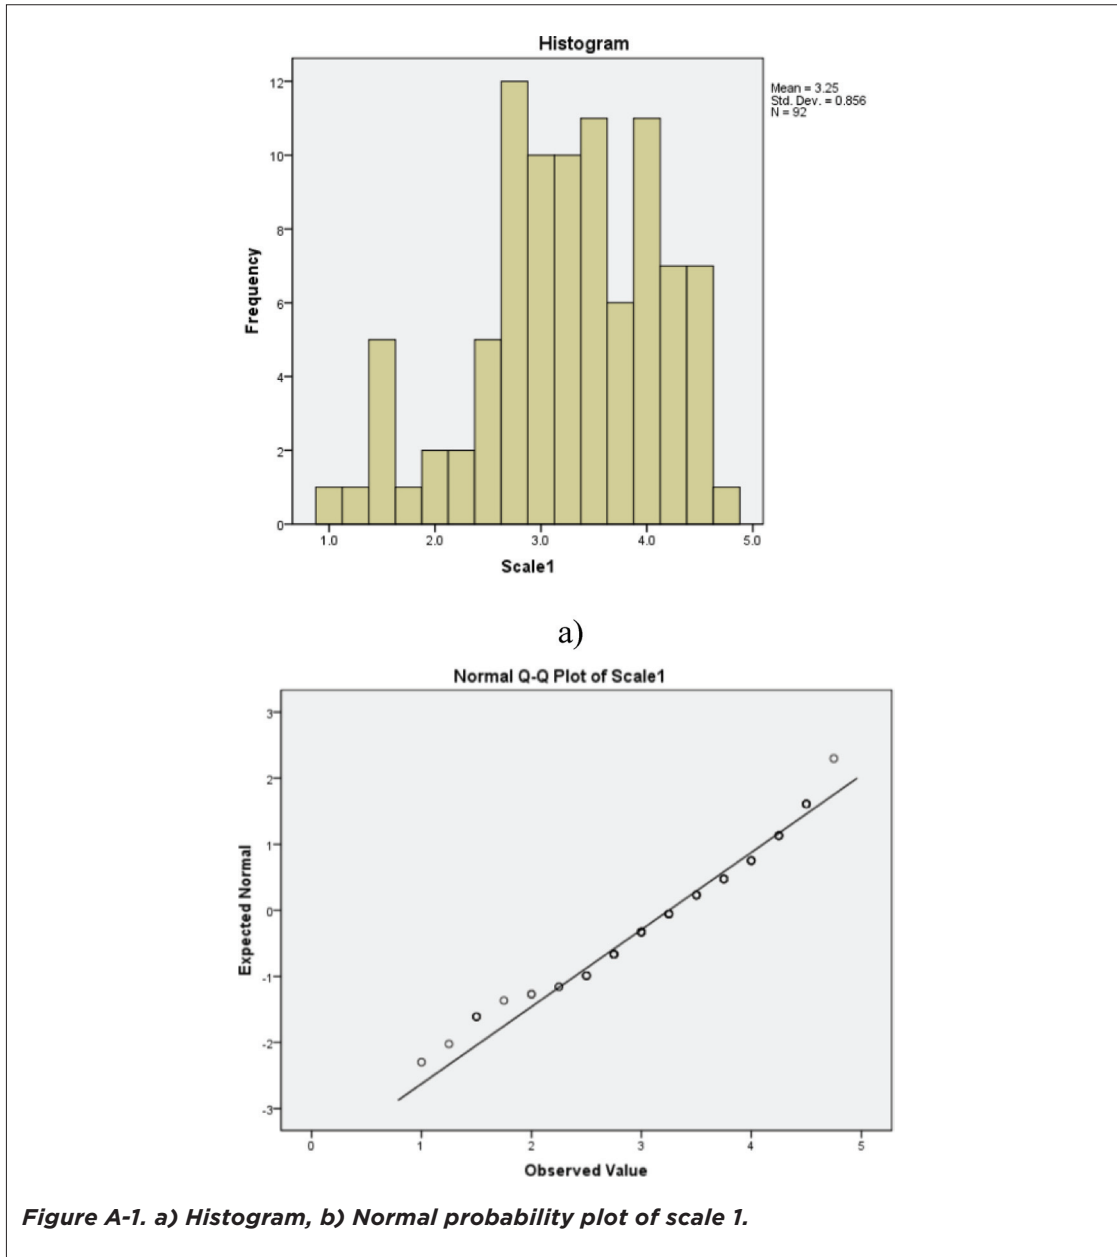 Histogram
Mean = 3.25
Std. Dev. = 0.856
N = 92
12
10
8
6
4
2
0
Frequency
1.0 2.0 3.0 4.0 5.0
Scale1
a)
Normal Q-Q Plot of Scale1
3
2
1
0
-1
-2
-3
Expected Normal
0 1 2 3 4 5
Observed Value
Figure A-1. a) Histogram, b) Normal probability plot of scale 1.